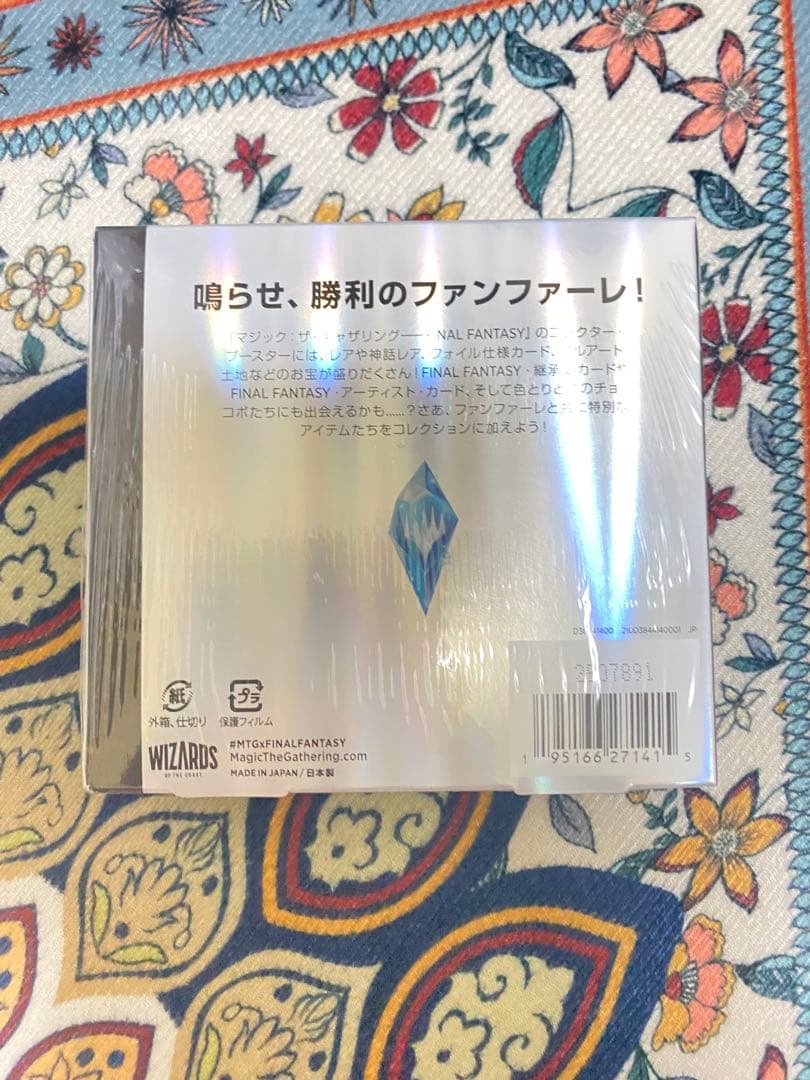 鳴らせ、勝利のファンファーレ!
『マジック:ザ・ギャザリング——FINAL FANTASY』のコレクター・
ブースターには、レアや神話レア、フォイル仕様カード、フルアート
土地などのお宝が盛りだくさん!FINAL FANTASY・継承カードや
FINAL FANTASY・アーティスト・カード、そして色とりどりのチョ
コボたちにも出会えるかも……?さあ、ファンファーレとともに特別な
アイテムたちをコレクションに加えよう!
21UD3844140001 JP
紙
プラ
外箱、仕切り
保護フィルム
WIZARDS
OF THE COAST
#MTGxFINALFANTASY
MagicTheGathering.com
MADE IN JAPAN / 日本製
1 95166 27141 5